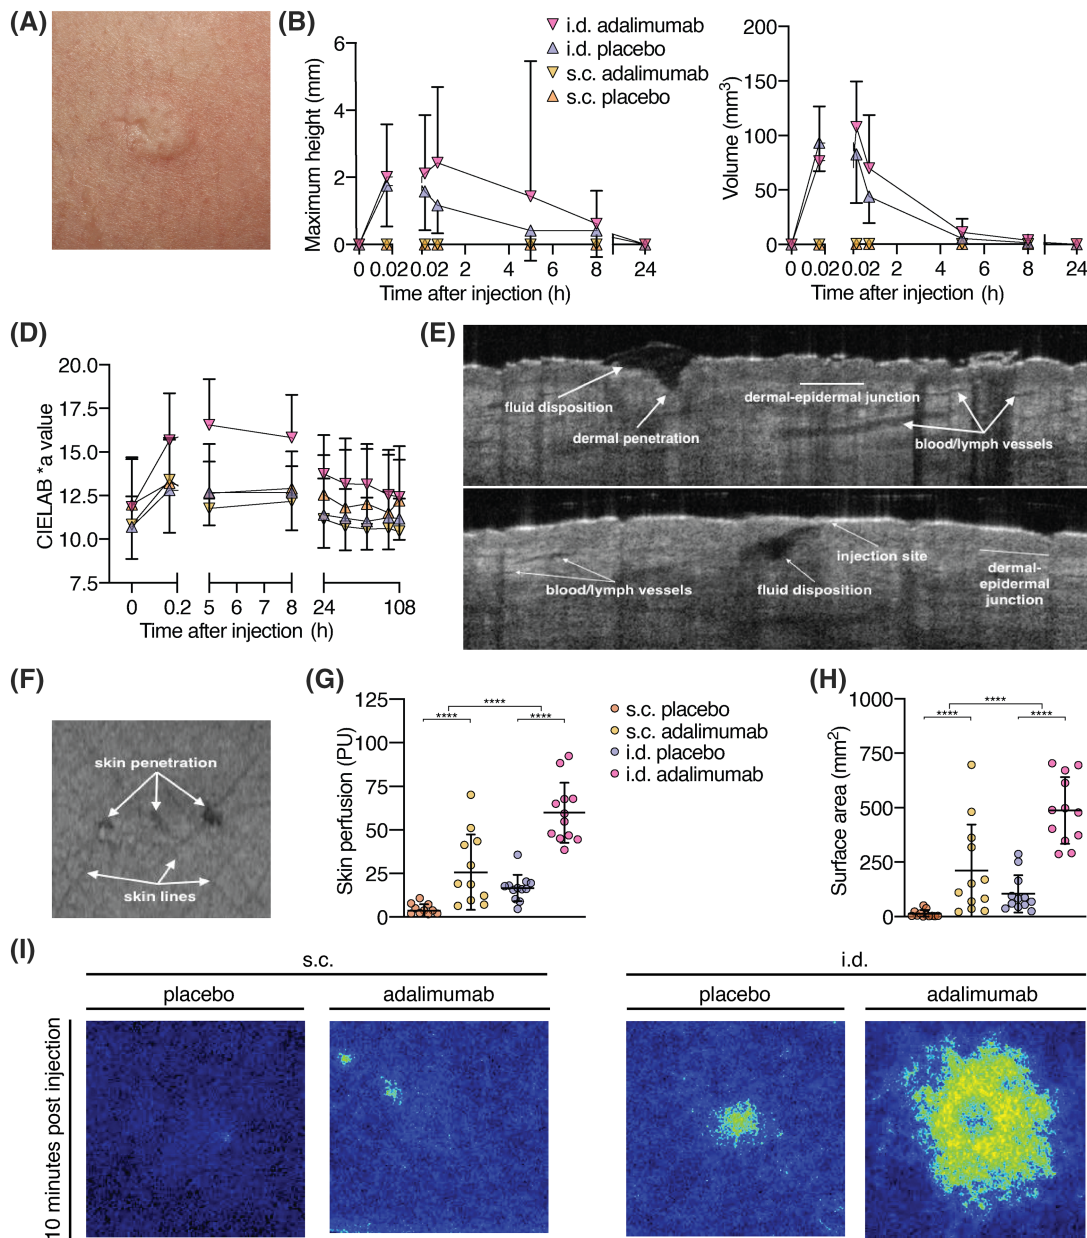 (A)
(B)
i.d. adalimumab
i.d. placebo
s.c. adalimumab
s.c. placebo
Maximum height (mm)
6
4
2
0
0 0.02 0.02 2 4 6 8 24
Time after injection (h)
Volume (mm3)
200
150
100
50
0
0 0.02 0.02 2 4 6 8 24
Time after injection (h)
(D)
CIELAB *a value
20.0
17.5
15.0
12.5
10.0
7.5
0 0.2 5 6 7 8 24 108
Time after injection (h)
(E)
fluid disposition
dermal penetration
dermal-epidermal junction
blood/lymph vessels
injection site
blood/lymph vessels
fluid disposition
dermal-
epidermal
junction
(F)
skin penetration
skin lines
(G)
Skin perfusion (PU)
125
100
75
50
25
0
****
**** ****
s.c. placebo
s.c. adalimumab
i.d. placebo
i.d. adalimumab
(H)
Surface area (mm2)
1000
750
500
250
0
****
**** ****
(I)
s.c. i.d.
placebo adalimumab placebo adalimumab
10 minutes post injection